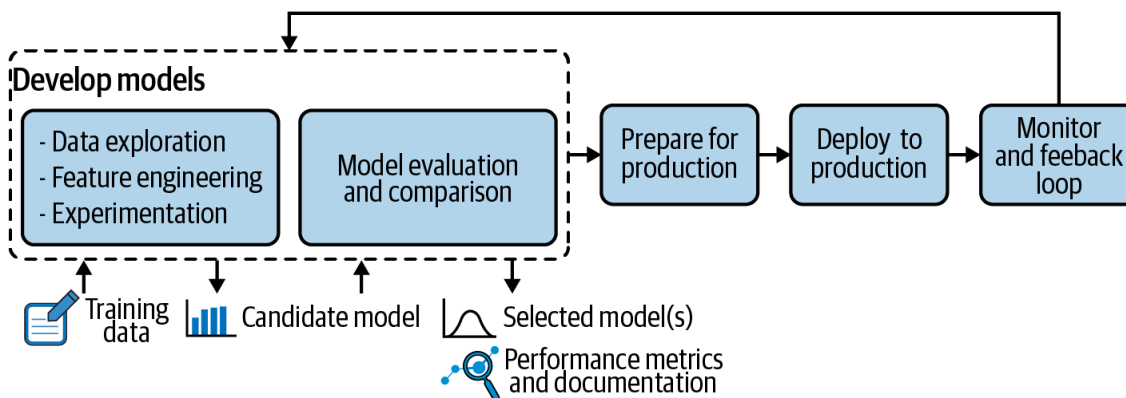 Develop models
- Data exploration
- Feature engineering
- Experimentation
Model evaluation
and comparison
Prepare for
production
Deploy to
production
Monitor
and feeback
loop
Training
data
Candidate model
Selected model(s)
Performance metrics
and documentation